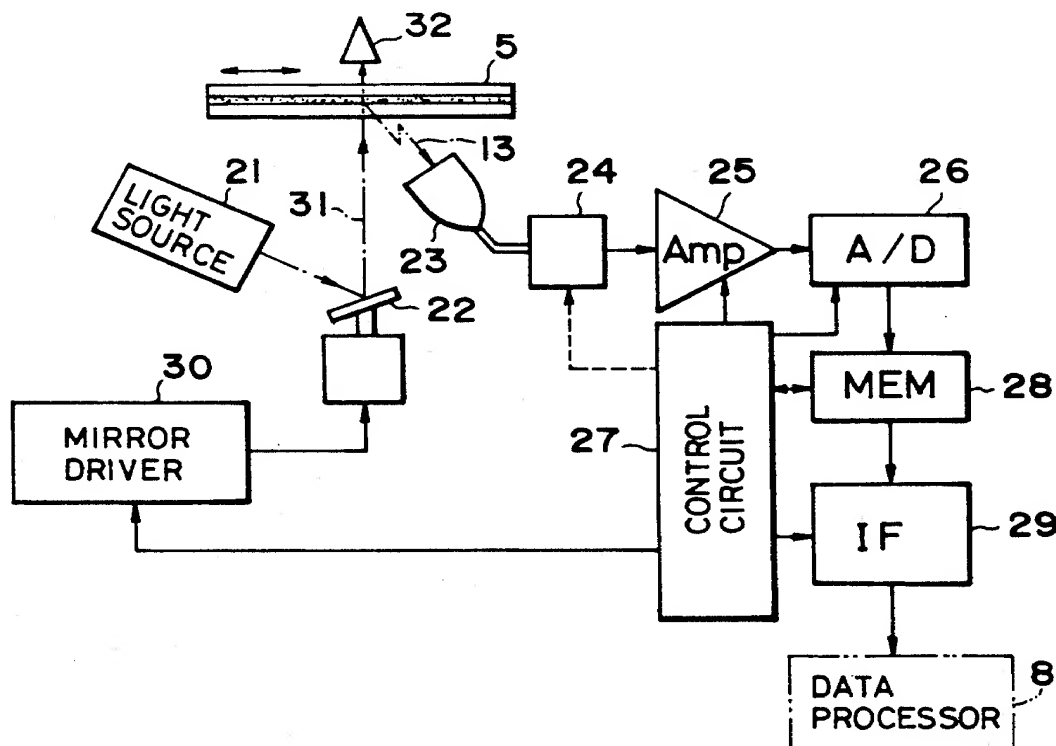 32
5
13
21
LIGHT
SOURCE
31
23
24
25
Amp
26
A/D
22
30
MIRROR
DRIVER
27
CONTROL
CIRCUIT
MEM
28
IF
29
DATA
PROCESSOR
8